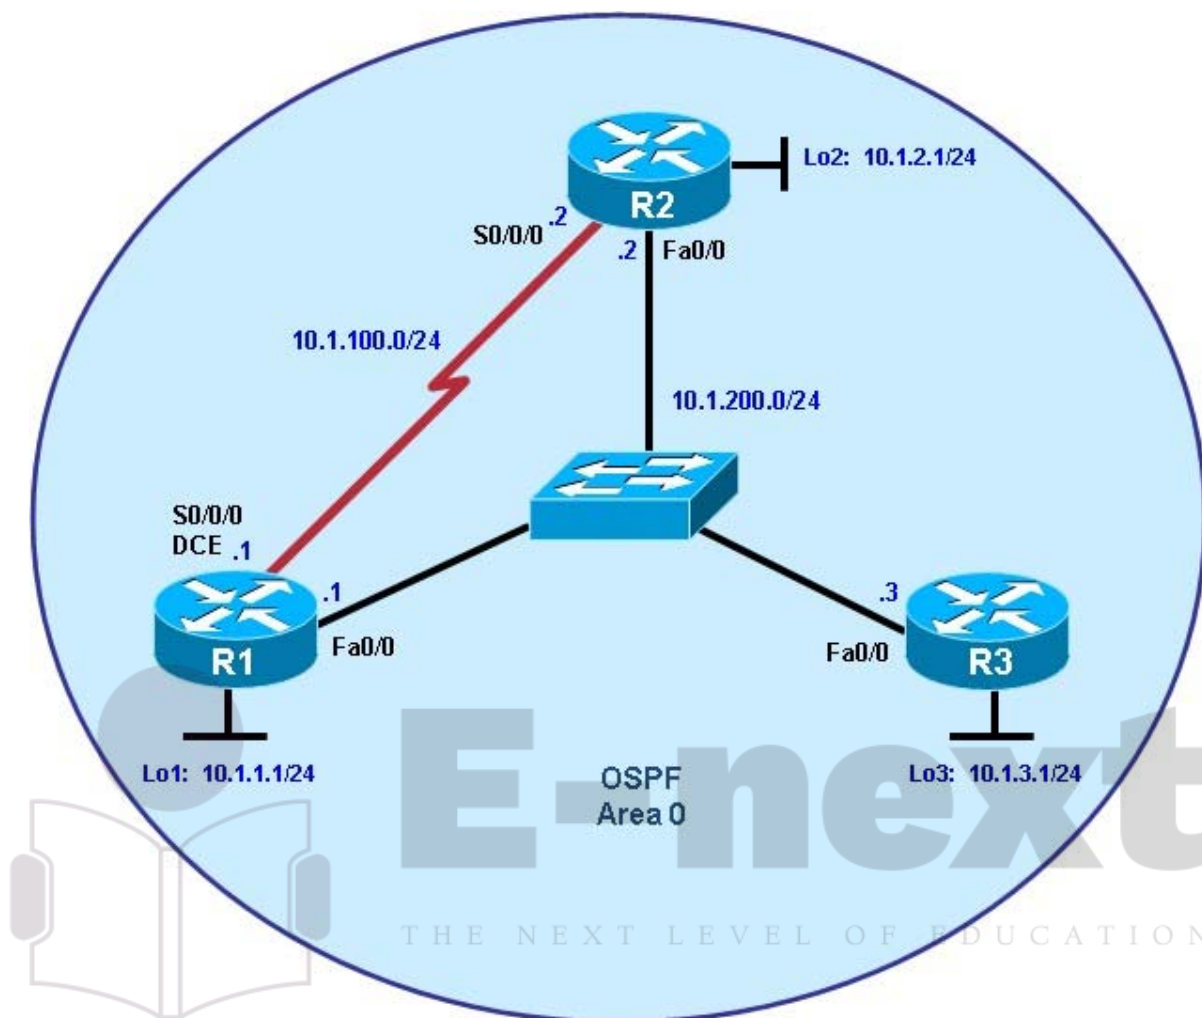 Lo2: 10.1.2.1/24
R2
.2
S0/0/0
.2
Fa0/0
10.1.100.0/24
10.1.200.0/24
S0/0/0
DCE
.1
.1
.3
R1
Fa0/0
Fa0/0
R3
Lo1: 10.1.1.1/24
OSPF
Area 0
Lo3: 10.1.3.1/24
E-next
THE NEXT LEVEL OF EDUCATION